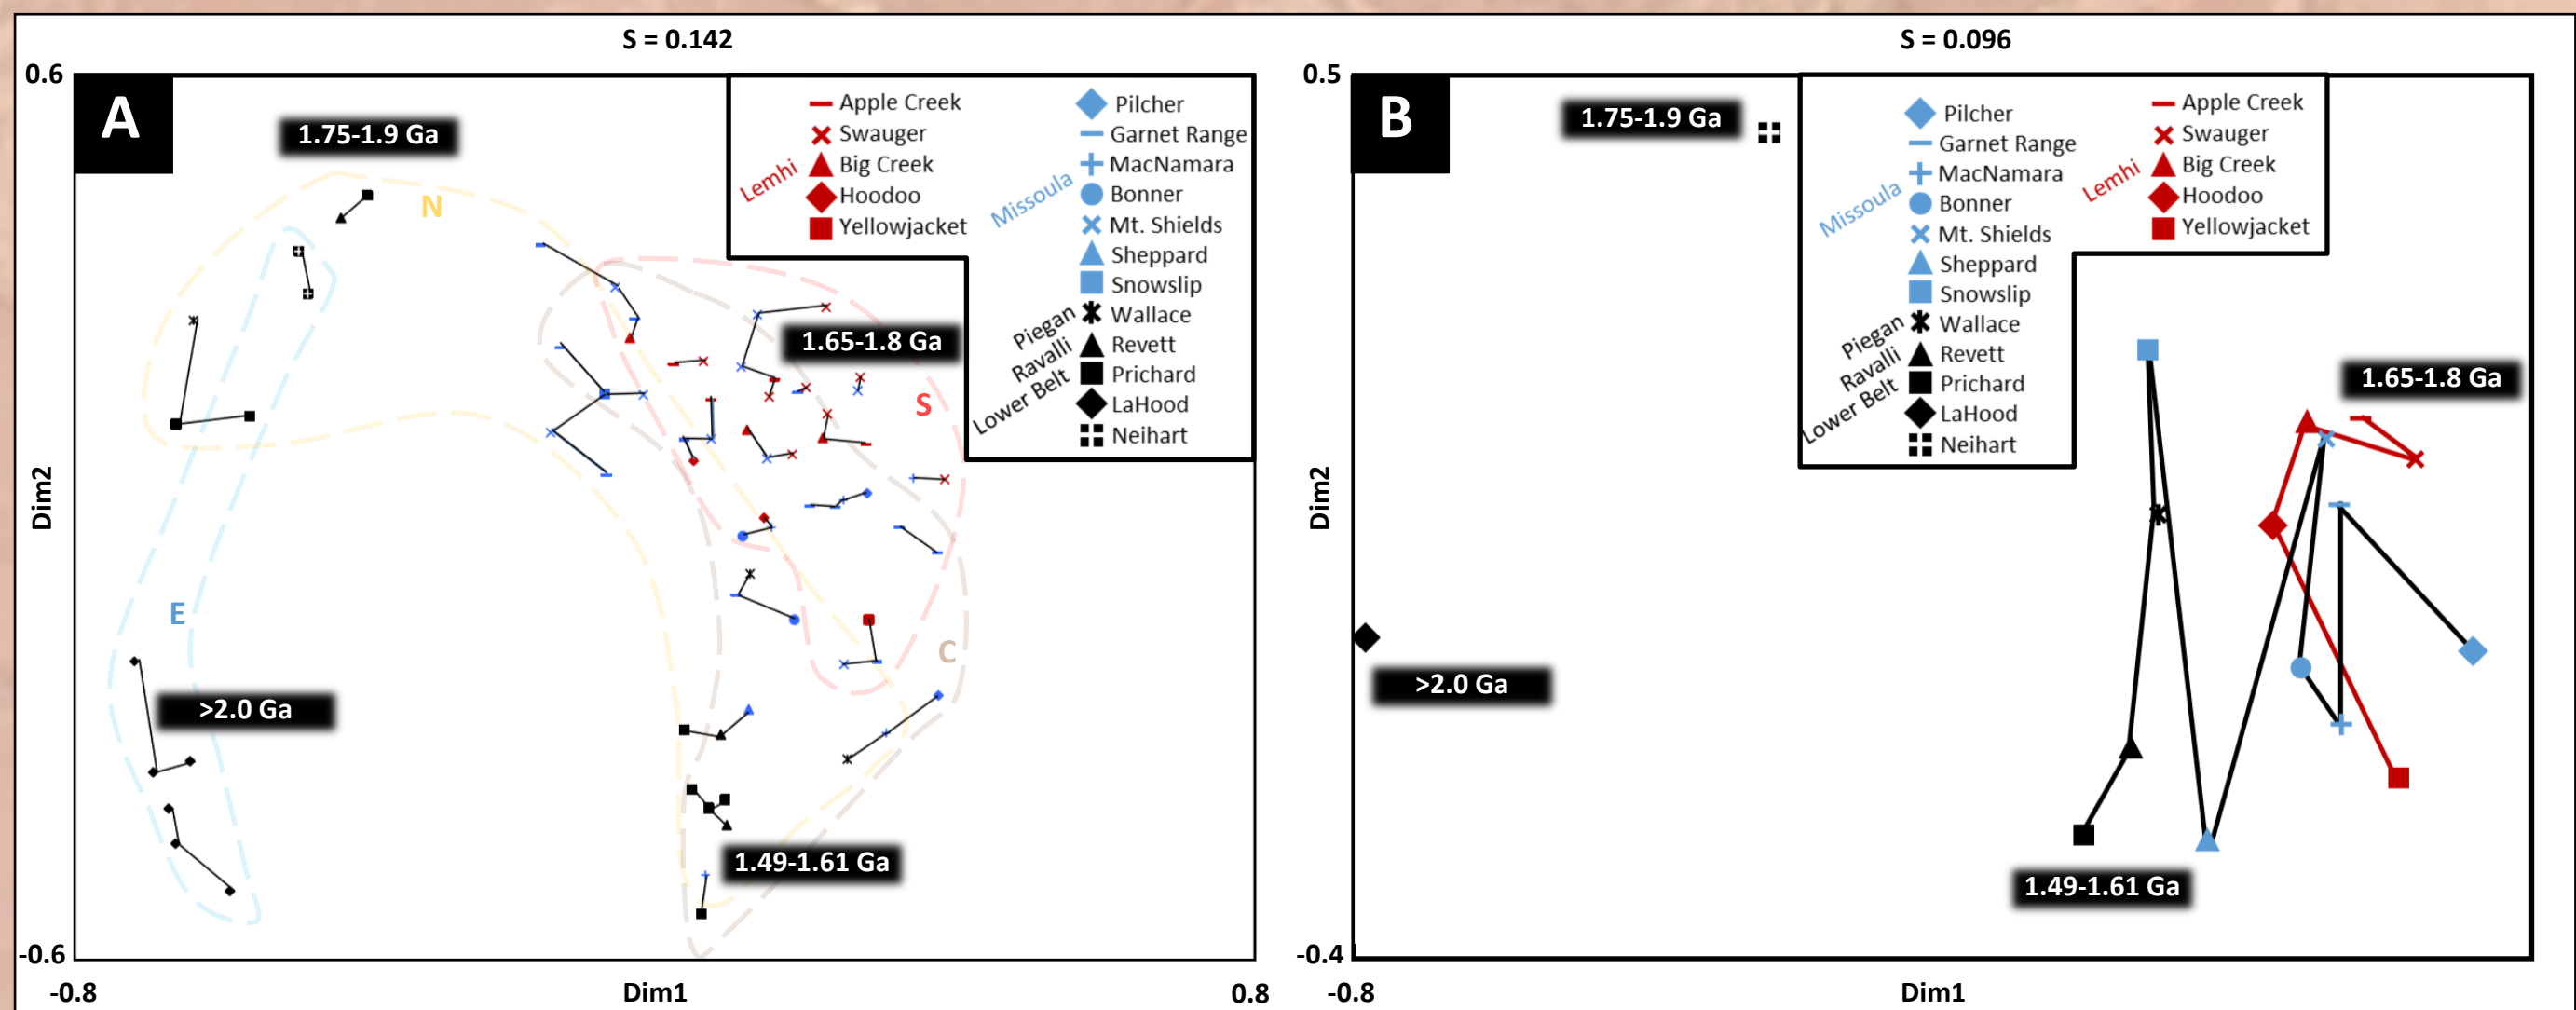 S = 0.142
0.6
A
1.75-1.9 Ga
N
Lemhi
Apple Creek
Swauger
Big Creek
Hoodoo
Yellowjacket
Missoula
Pilcher
Garnet Range
MacNamara
Bonner
Mt. Shields
Sheppard
Snowslip
Piegan
Wallace
Ravalli
Revett
Lower Belt
Prichard
LaHood
Neihart
1.65-1.8 Ga
S
Dim2
E
C
>2.0 Ga
1.49-1.61 Ga
-0.6
-0.8
Dim1
0.8
S = 0.096
0.5
B
1.75-1.9 Ga
Missoula
Pilcher
Garnet Range
MacNamara
Bonner
Mt. Shields
Sheppard
Snowslip
Piegan
Wallace
Ravalli
Revett
Lower Belt
Prichard
LaHood
Neihart
Lemhi
Apple Creek
Swauger
Big Creek
Hoodoo
Yellowjacket
1.65-1.8 Ga
Dim2
>2.0 Ga
1.49-1.61 Ga
-0.4
-0.8
Dim1